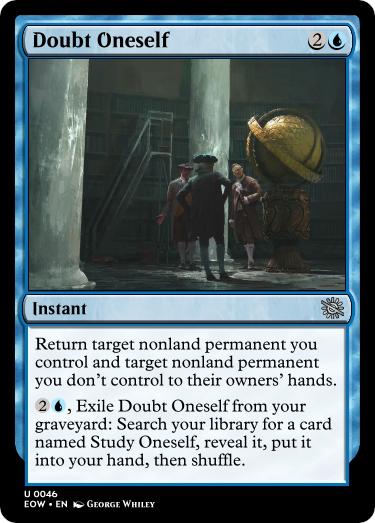 Doubt Oneself 2
Instant
Return target nonland permanent you
control and target nonland permanent
you don't control to their owners' hands.
2, Exile Doubt Oneself from your
graveyard: Search your library for a card
named Study Oneself, reveal it, put it
into your hand, then shuffle.
U 0046
EOW • EN George Whiley